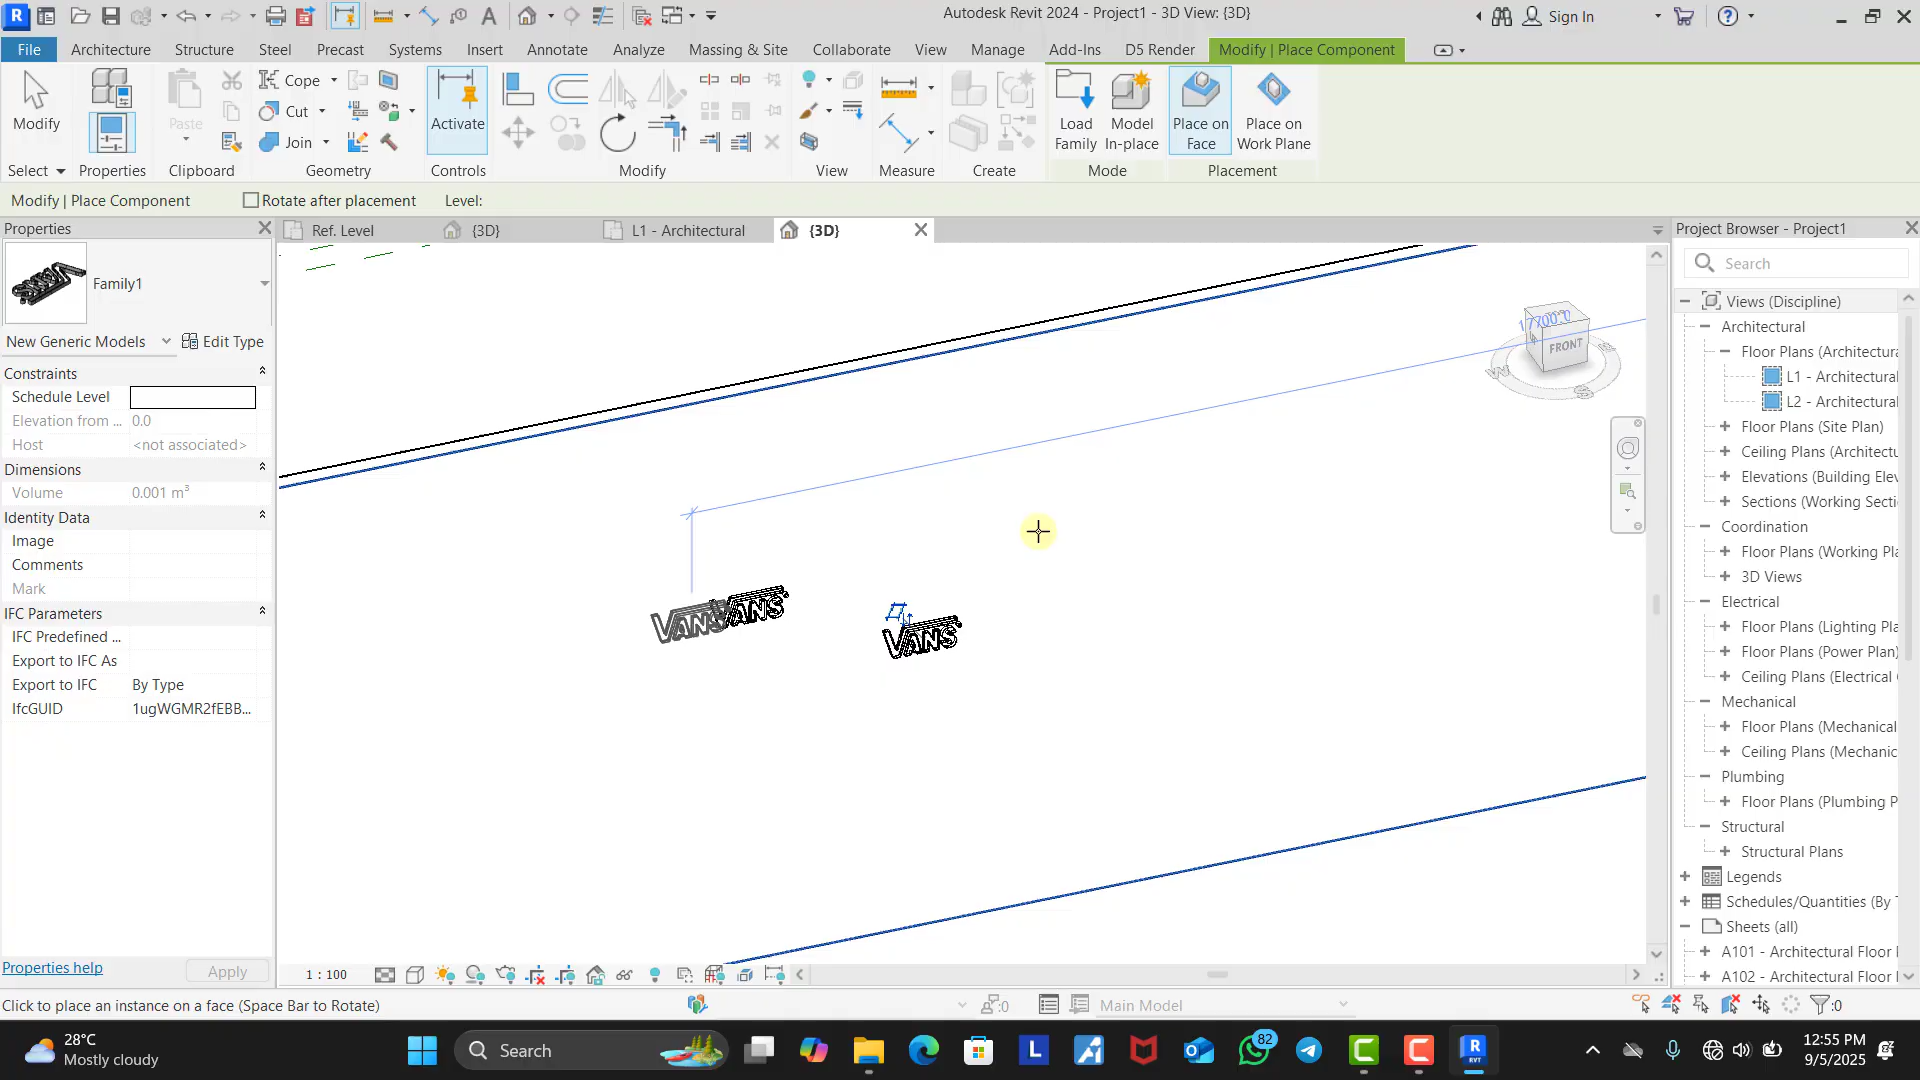 Autodesk Revit 2024 - Project1 - 3D View: {3D}
Sign In
File
Architecture
Structure
Steel
Precast
Systems
Insert
Annotate
Analyze
Massing & Site
Collaborate
View
Manage
Add-Ins
D5 Render
Modify | Place Component
Modify
Paste
Cope
Cut
Join
Activate
Load Family
Model In-place
Place on Face
Place on Work Plane
Select
Properties
Clipboard
Geometry
Controls
Modify
View
Measure
Create
Mode
Placement
Modify | Place Component
Rotate after placement
Level:
Properties
Ref. Level
{3D}
L1 - Architectural
{3D}
Project Browser - Project1
Family1
New Generic Models
Edit Type
Constraints
Schedule Level
Elevation from ... 0.0
Host <not associated>
Dimensions
Volume 0.001 m³
Identity Data
Image
Comments
Mark
IFC Parameters
IFC Predefined ...
Export to IFC As
Export to IFC By Type
IfcGUID 1ugWGMR2fEBB...
Properties help
Apply
17700.0
FRONT
W
S
VANS
VANS
VANS
Search
Views (Discipline)
Architectural
Floor Plans (Architectura
L1 - Architectural
L2 - Architectural
Floor Plans (Site Plan)
Ceiling Plans (Architectu
Elevations (Building Elev
Sections (Working Secti
Coordination
Floor Plans (Working Pla
3D Views
Electrical
Floor Plans (Lighting Pla
Floor Plans (Power Plan)
Ceiling Plans (Electrical
Mechanical
Floor Plans (Mechanical
Ceiling Plans (Mechanic
Plumbing
Floor Plans (Plumbing P
Structural
Structural Plans
Legends
Schedules/Quantities (By
Sheets (all)
A101 - Architectural Floor
A102 - Architectural Floor
1 : 100
Click to place an instance on a face (Space Bar to Rotate)
:0
Main Model
:0
28°C
Mostly cloudy
Search
L
82
R
RVT
12:55 PM
9/5/2025